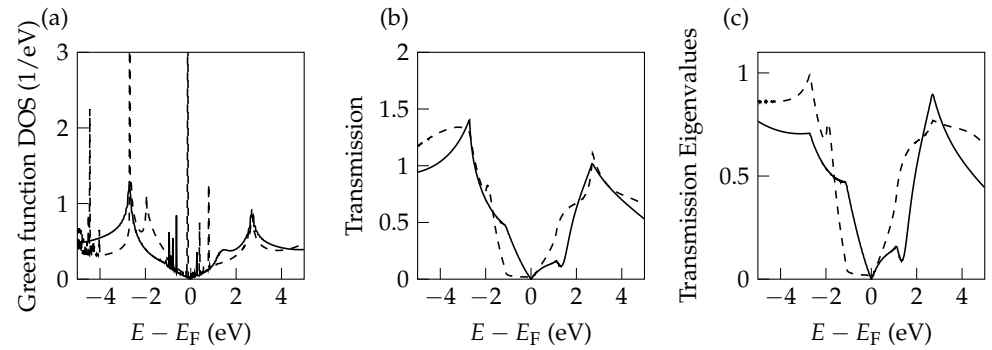 (a)
Green function DOS (1/eV)
3
2
1
0
−4 −2 0 2 4
E − E_F (eV)
(b)
Transmission
2
1.5
1
0.5
0
−4 −2 0 2 4
E − E_F (eV)
(c)
Transmission Eigenvalues
1
0.5
0
−4 −2 0 2 4
E − E_F (eV)